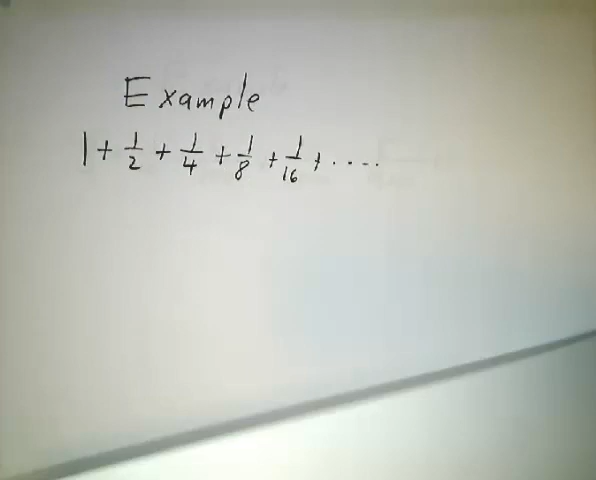 Example
1 + 1/2 + 1/4 + 1/8 + 1/16 + ....